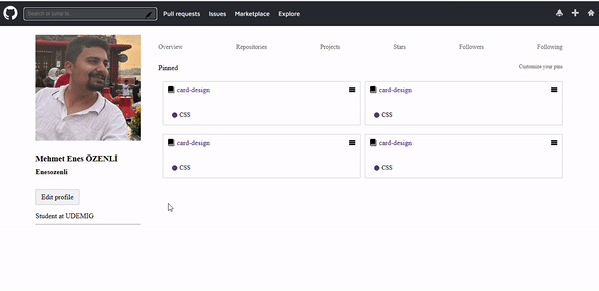 Search or jump to...
Pull requests
Issues
Marketplace
Explore
Overview
Repositories
Projects
Stars
Followers
Following
Pinned
Customize your pins
card-design
CSS
card-design
CSS
card-design
CSS
card-design
CSS
Mehmet Enes ÖZENLİ
Enesozenli
Edit profile
Student at UDEMIG